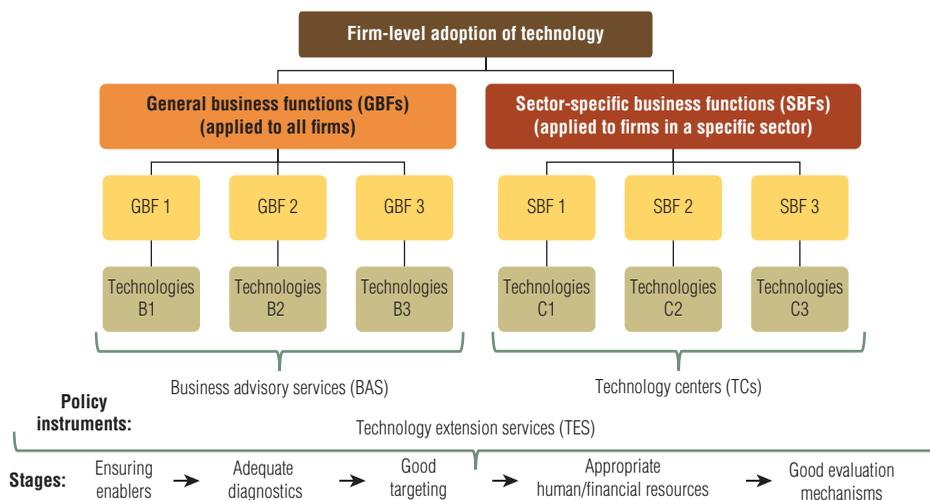 Firm-level adoption of technology
General business functions (GBFs)
(applied to all firms)
Sector-specific business functions (SBFs)
(applied to firms in a specific sector)
GBF 1
GBF 2
GBF 3
SBF 1
SBF 2
SBF 3
Technologies
B1
Technologies
B2
Technologies
B3
Technologies
C1
Technologies
C2
Technologies
C3
Business advisory services (BAS)
Technology centers (TCs)
Policy
instruments:
Technology extension services (TES)
Stages:
Ensuring
enablers
Adequate
diagnostics
Good
targeting
Appropriate
human/financial resources
Good evaluation
mechanisms